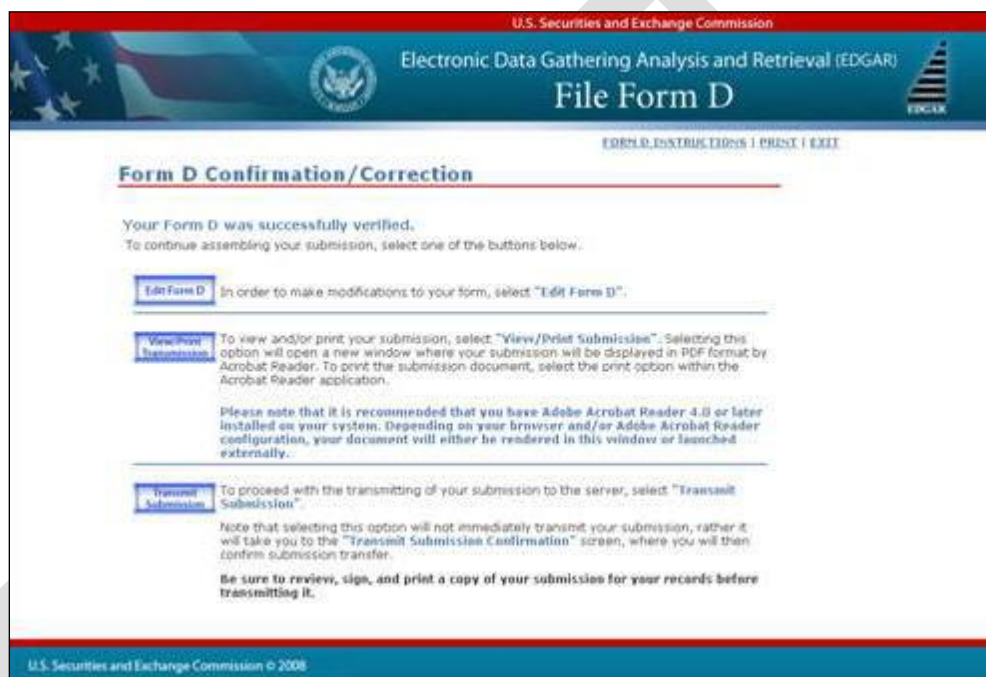 U.S. Securities and Exchange Commission
Electronic Data Gathering Analysis and Retrieval (EDGAR)
File Form D
EDGAR
FORM D INSTRUCTIONS | PRINT | EXIT
Form D Confirmation/Correction
Your Form D was successfully verified.
To continue assembling your submission, select one of the buttons below.
Edit Form D
In order to make modifications to your form, select "Edit Form D".
View/Print
Transmission
To view and/or print your submission, select "View/Print Submission". Selecting this
option will open a new window where your submission will be displayed in PDF format by
Acrobat Reader. To print the submission document, select the print option within the
Acrobat Reader application.
Please note that it is recommended that you have Adobe Acrobat Reader 4.0 or later
installed on your system. Depending on your browser and/or Adobe Acrobat Reader
configuration, your document will either be rendered in this window or launched
externally.
Transmit
Submission
To proceed with the transmitting of your submission to the server, select "Transmit
Submission".
Note that selecting this option will not immediately transmit your submission, rather it
will take you to the "Transmit Submission Confirmation" screen, where you will then
confirm submission transfer.
Be sure to review, sign, and print a copy of your submission for your records before
transmitting it.
U.S. Securities and Exchange Commission © 2008